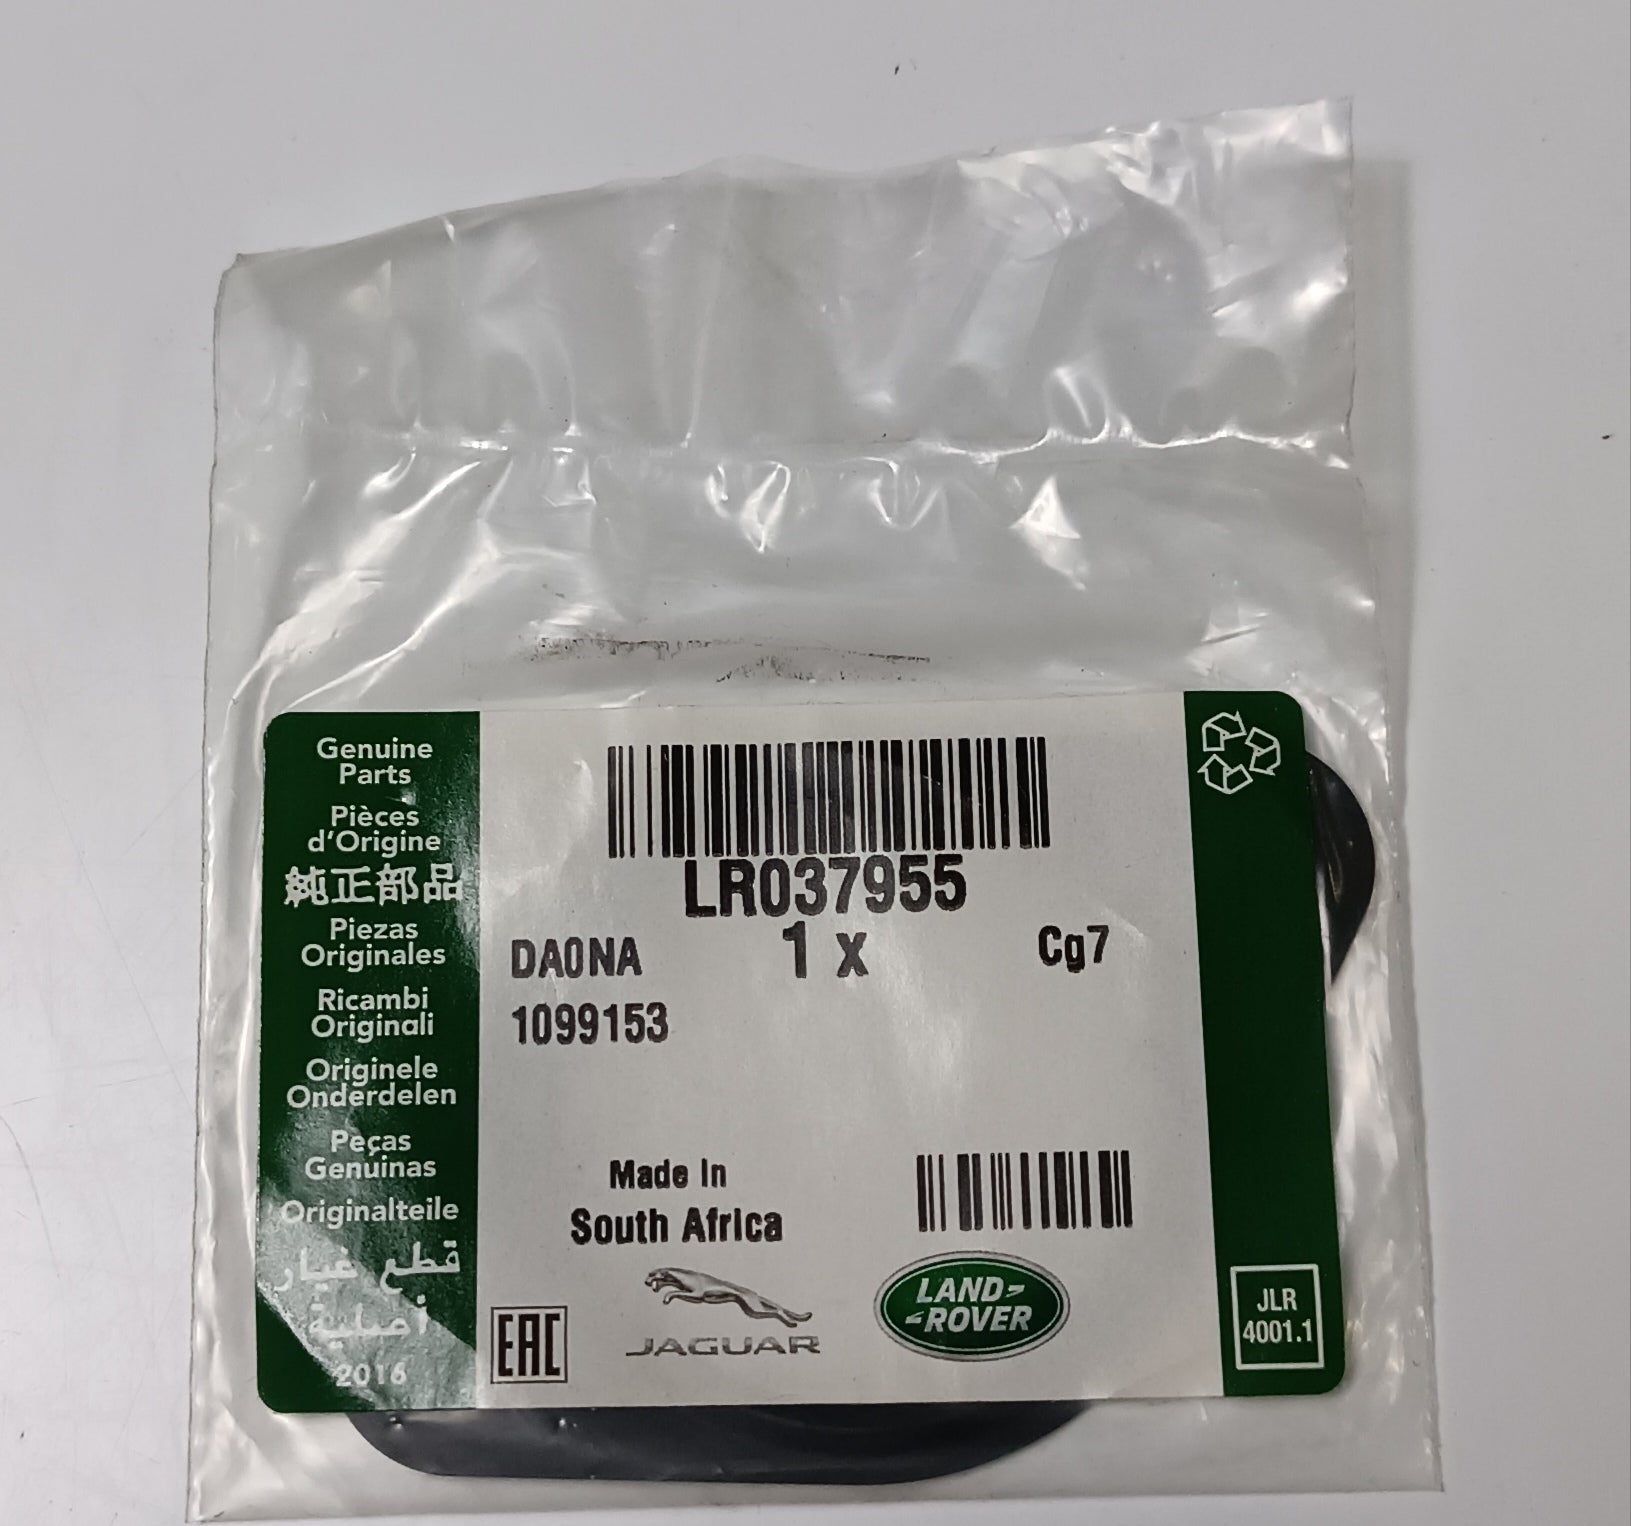 Genuine
Parts
Pièces
d'Origine
純正部品
Piezas
Originales
Ricambi
Originali
Originele
Onderdelen
Peças
Genuinas
Originalteile
قطع غيار
أصلية
2016
LR037955
DA0NA 1 x Cg7
1099153
Made In
South Africa
EAC
JAGUAR
LAND-
-ROVER
JLR
4001.1